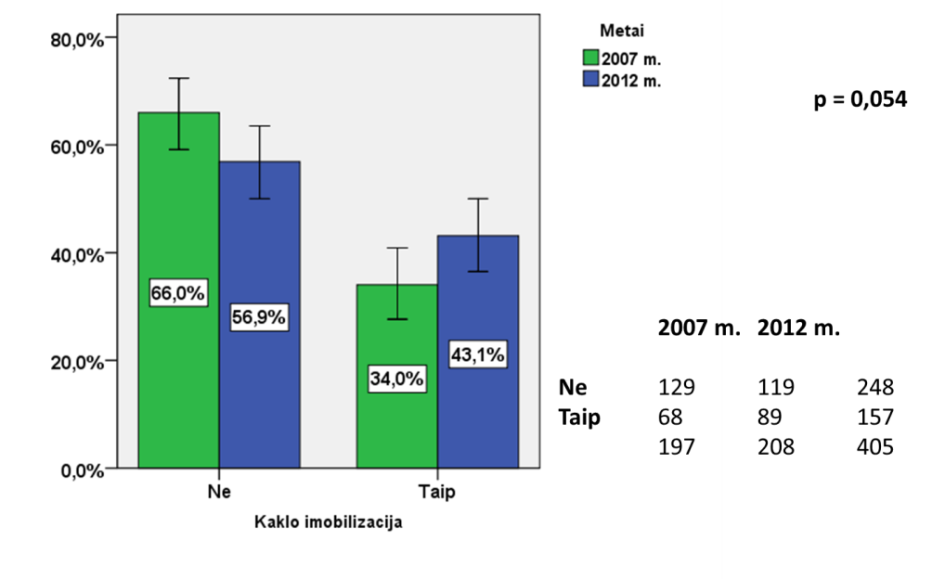 80,0%
60,0%
40,0%
20,0%
0,0%
66,0%
56,9%
34,0%
43,1%
Ne Taip
Kaklo imobilizacija
Metai
2007 m.
2012 m.
p = 0,054
2007 m. 2012 m.
Ne 129 119 248
Taip 68 89 157
197 208 405